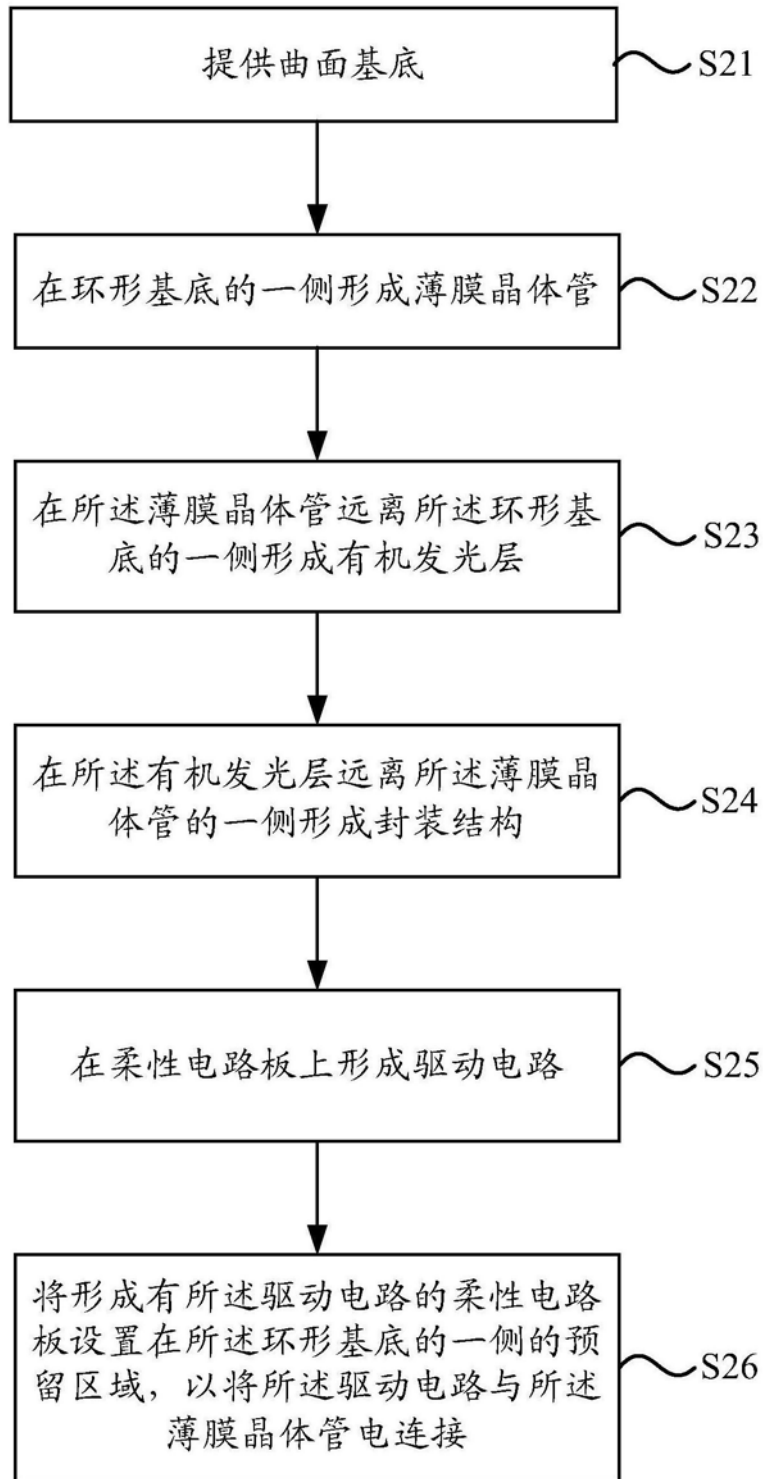 提供曲面基底
S21
在环形基底的一侧形成薄膜晶体管
S22
在所述薄膜晶体管远离所述环形基
底的一侧形成有机发光层
S23
在所述有机发光层远离所述薄膜晶
体管的一侧形成封装结构
S24
在柔性电路板上形成驱动电路
S25
将形成有所述驱动电路的柔性电路
板设置在所述环形基底的一侧的预
留区域，以将所述驱动电路与所述
薄膜晶体管电连接
S26